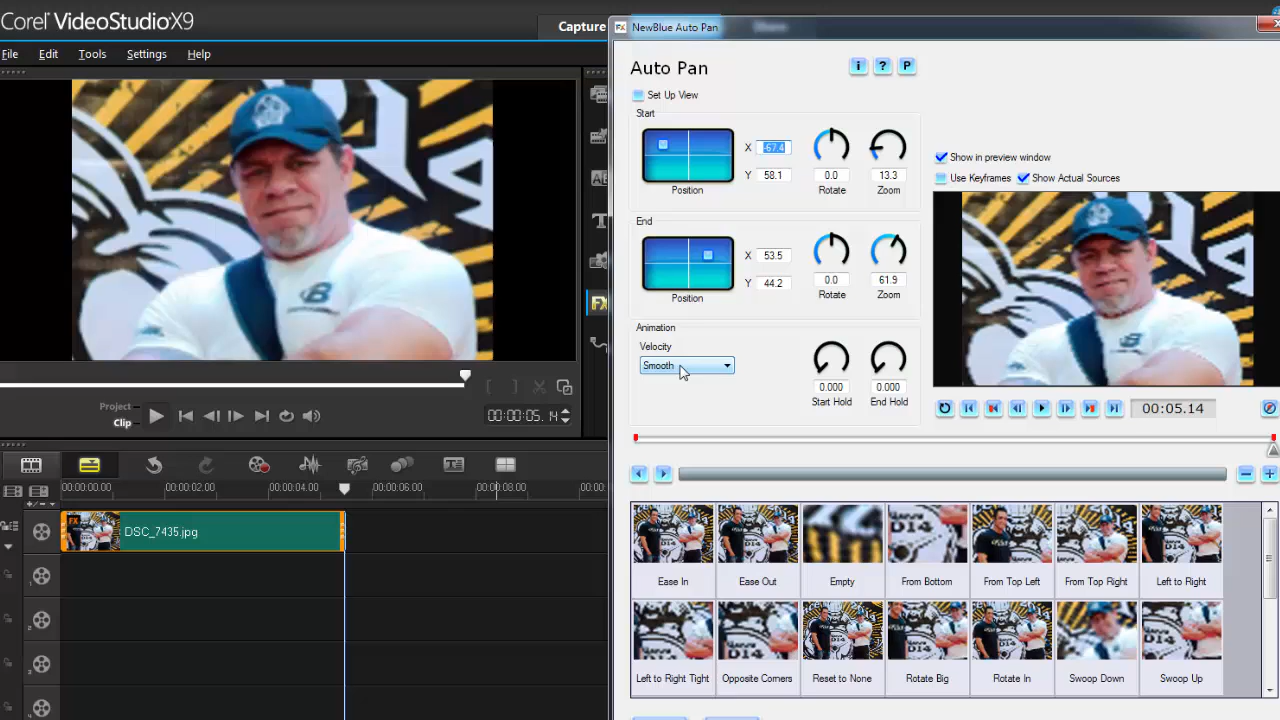 Corel VideoStudio X9
Capture
File Edit Tools Settings Help
Project
Clip
00:00:05.14
00:00:00.00 00:00:02.00 00:00:04.00 00:00:06.00 00:00:08.00
FX DSC_7435.jpg
FX NewBlue Auto Pan
Auto Pan
i ? P
Set Up View
Start
X -67.4
Y 58.1
Position
0.0
Rotate
13.3
Zoom
End
X 53.5
Y 44.2
Position
0.0
Rotate
61.9
Zoom
Animation
Velocity
Smooth
0.000
Start Hold
0.000
End Hold
Show in preview window
Use Keyframes Show Actual Sources
00:05.14
Ease In Ease Out Empty From Bottom From Top Left From Top Right Left to Right
Left to Right Tight Opposite Corners Reset to None Rotate Big Rotate In Swoop Down Swoop Up